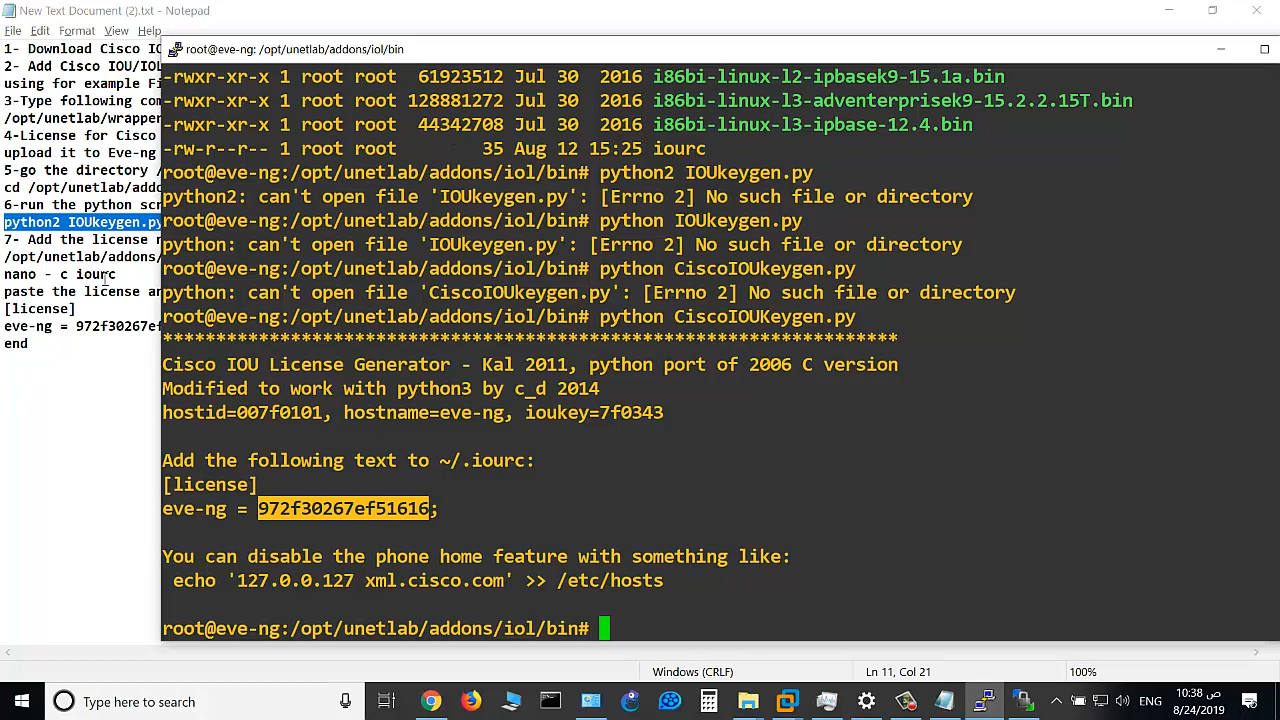 New Text Document (2).txt - Notepad
File Edit Format View Help
1- Download Cisco IO
2- Add Cisco IOU/IOL
using for example Fi
3-Type following com
/opt/unetlab/wrapper
4-License for Cisco
upload it to Eve-ng
5-go the directory /
cd /opt/unetlab/addo
6-run the python scr
python2 IOUkeygen.py
7- Add the license n
/opt/unetlab/addons/
nano - c iourc
paste the license an
[license]
eve-ng = 972f30267ef
end
root@eve-ng: /opt/unetlab/addons/iol/bin
-rwxr-xr-x 1 root root 61923512 Jul 30 2016 i86bi-linux-l2-ipbasek9-15.1a.bin
-rwxr-xr-x 1 root root 128881272 Jul 30 2016 i86bi-linux-l3-adventerprisek9-15.2.2.15T.bin
-rwxr-xr-x 1 root root 44342708 Jul 30 2016 i86bi-linux-l3-ipbase-12.4.bin
-rw-r--r-- 1 root root 35 Aug 12 15:25 iourc
root@eve-ng:/opt/unetlab/addons/iol/bin# python2 IOUkeygen.py
python2: can't open file 'IOUkeygen.py': [Errno 2] No such file or directory
root@eve-ng:/opt/unetlab/addons/iol/bin# python IOUkeygen.py
python: can't open file 'IOUkeygen.py': [Errno 2] No such file or directory
root@eve-ng:/opt/unetlab/addons/iol/bin# python CiscoIOUkeygen.py
python: can't open file 'CiscoIOUkeygen.py': [Errno 2] No such file or directory
root@eve-ng:/opt/unetlab/addons/iol/bin# python CiscoIOUKeygen.py
*********************************************************************
Cisco IOU License Generator - Kal 2011, python port of 2006 C version
Modified to work with python3 by c_d 2014
hostid=007f0101, hostname=eve-ng, ioukey=7f0343
Add the following text to ~/.iourc:
[license]
eve-ng = 972f30267ef51616;
You can disable the phone home feature with something like:
echo '127.0.0.127 xml.cisco.com' >> /etc/hosts
root@eve-ng:/opt/unetlab/addons/iol/bin#
Windows (CRLF) Ln 11, Col 21 100%
Type here to search
ENG
10:38 ص
8/24/2019